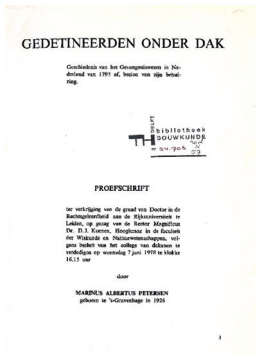 GEDETINEERDEN ONDER DAK
Geschiedenis van het Gevangeniswezen in Ne-
derland van 1795 af, bezien van zijn behui-
zing.
TH DELFT
bibliotheek
BOUWKUNDE
PROEFSCHRIFT
ter verkrijging van de graad van Doctor in de
Rechtsgeleerdheid aan de Rijksuniversiteit te
Leiden, op gezag van de Rector Magnificus
Dr. D.J. Kuenen, Hoogleraar in de faculteit
der Wiskunde en Natuurwetenschappen, vol-
gens besluit van het college van dekanen te
verdedigen op woensdag 7 juni 1978 te klokke
16.15 uur
door
MARINUS ALBERTUS PETERSEN
geboren te 's-Gravenhage in 1926